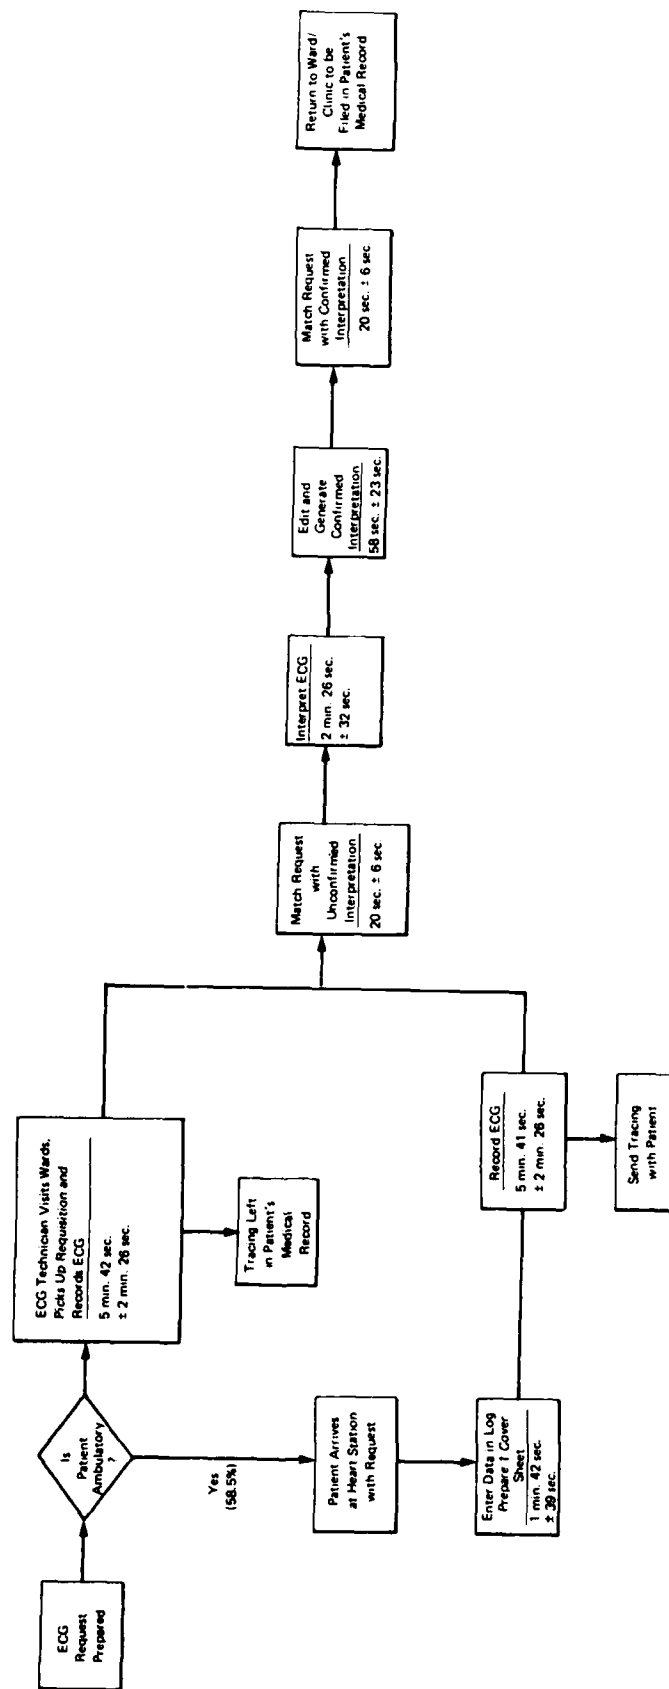 ECG
Request
Prepared
Is
Patient
Ambulatory
?
Yes
(58.5%)
ECG Technician Visits Wards,
Picks Up Requisition and
Records ECG
5 min. 42 sec.
± 2 min. 26 sec.
Tracing Left
in Patient's
Medical
Record
Patient Arrives
at Heart Station
with Request
Enter Data in Log
Prepare 1 Cover
Sheet
1 min. 42 sec.
± 39 sec.
Record ECG
5 min. 41 sec.
± 2 min. 26 sec.
Send Tracing
with Patient
Match Request
with
Unconfirmed
Interpretation
20 sec. ± 6 sec
Interpret ECG
2 min. 26 sec.
± 32 sec.
Edit and
Generate
Confirmed
Interpretation
58 sec. ± 23 sec.
Match Request
with Confirmed
Interpretation
20 sec. ± 6 sec
Return to Ward/
Clinic to be
Filed in Patient's
Medical Record